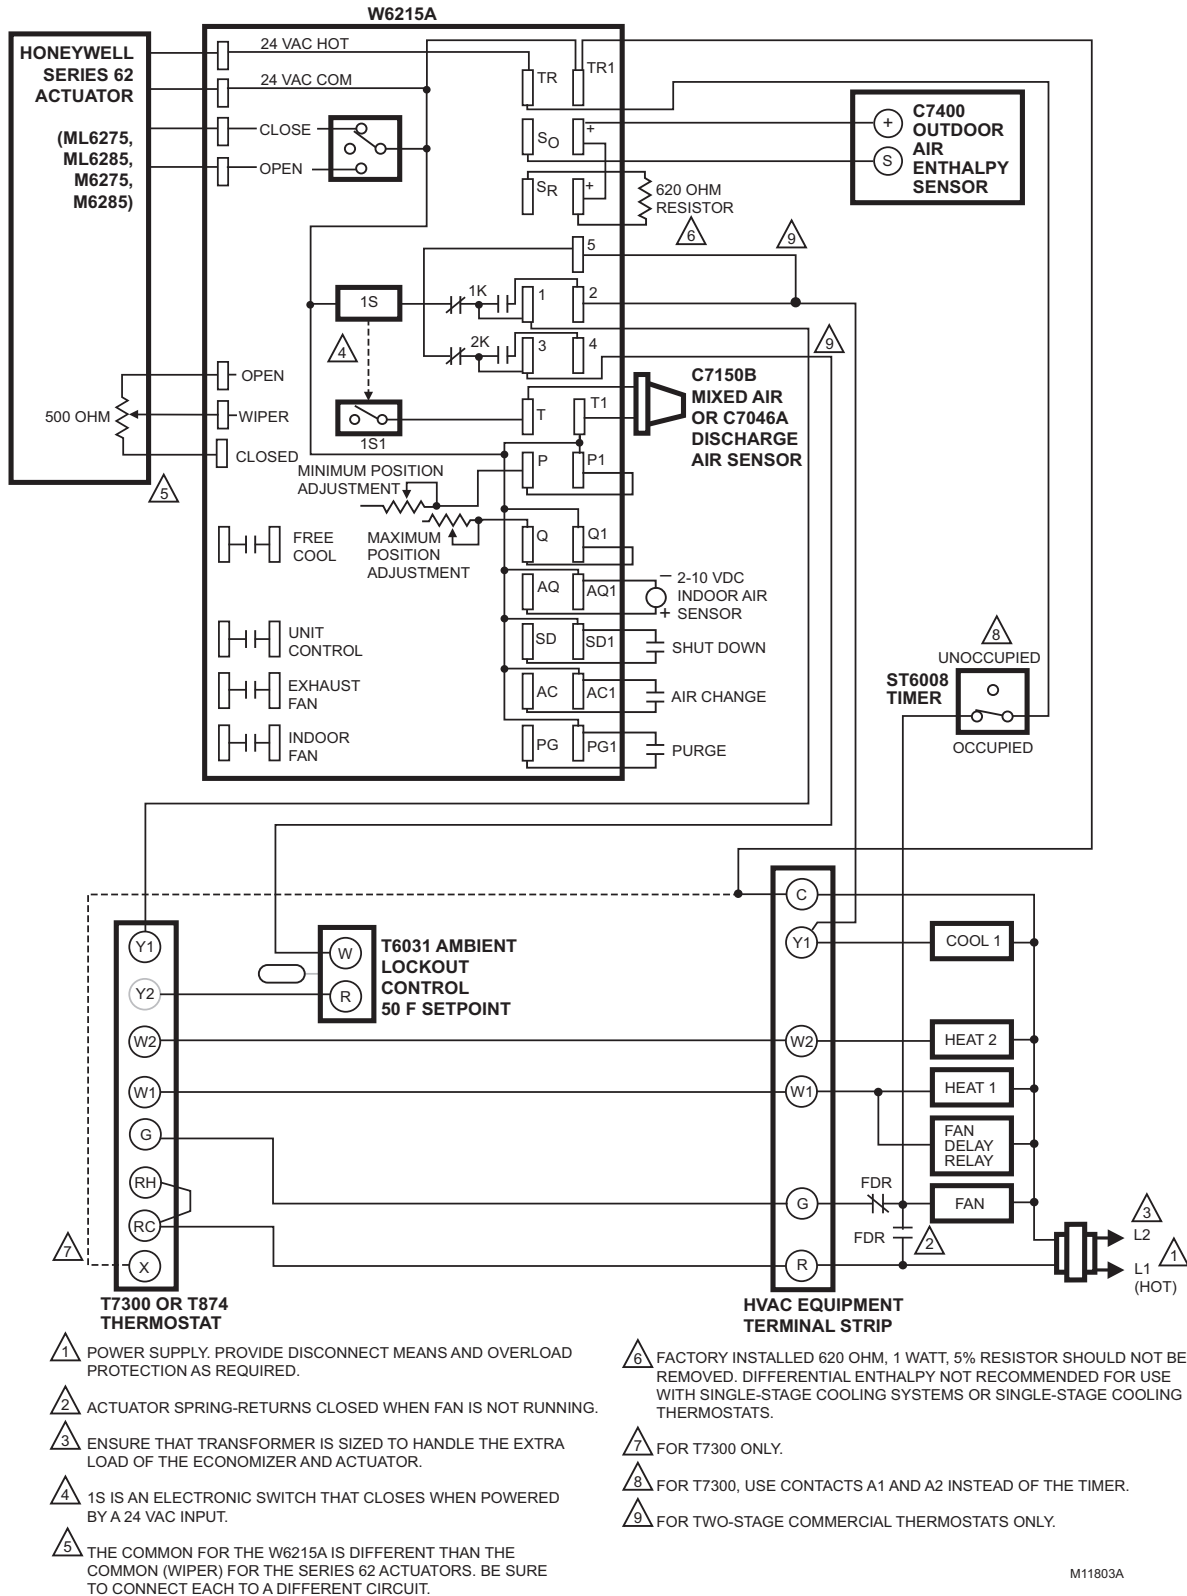 W6215A
HONEYWELL
SERIES 62
ACTUATOR
(ML6275,
ML6285,
M6275,
M6285)
24 VAC HOT
24 VAC COM
CLOSE
OPEN
TR
TR1
SO
+
SR
+
620 OHM
RESISTOR
6
9
+
S
C7400
OUTDOOR
AIR
ENTHALPY
SENSOR
5
1S
1K
1
2
4
2K
3
4
9
OPEN
500 OHM
WIPER
CLOSED
5
1S1
T
T1
C7150B
MIXED AIR
OR C7046A
DISCHARGE
AIR SENSOR
P
P1
MINIMUM POSITION
ADJUSTMENT
MAXIMUM
POSITION
ADJUSTMENT
Q
Q1
FREE
COOL
AQ
AQ1
– 2-10 VDC
INDOOR AIR
+ SENSOR
UNIT
CONTROL
SD
SD1
SHUT DOWN
EXHAUST
FAN
AC
AC1
AIR CHANGE
INDOOR
FAN
PG
PG1
PURGE
8
UNOCCUPIED
ST6008
TIMER
OCCUPIED
Y1
Y2
W2
W1
G
RH
RC
X
7
T7300 OR T874
THERMOSTAT
W
R
T6031 AMBIENT
LOCKOUT
CONTROL
50 F SETPOINT
C
Y1
W2
W1
G
R
HVAC EQUIPMENT
TERMINAL STRIP
COOL 1
HEAT 2
HEAT 1
FAN
DELAY
RELAY
FDR
FAN
FDR
2
3
L2
1
L1
(HOT)
1 POWER SUPPLY. PROVIDE DISCONNECT MEANS AND OVERLOAD
PROTECTION AS REQUIRED.
2 ACTUATOR SPRING-RETURNS CLOSED WHEN FAN IS NOT RUNNING.
3 ENSURE THAT TRANSFORMER IS SIZED TO HANDLE THE EXTRA
LOAD OF THE ECONOMIZER AND ACTUATOR.
4 1S IS AN ELECTRONIC SWITCH THAT CLOSES WHEN POWERED
BY A 24 VAC INPUT.
5 THE COMMON FOR THE W6215A IS DIFFERENT THAN THE
COMMON (WIPER) FOR THE SERIES 62 ACTUATORS. BE SURE
TO CONNECT EACH TO A DIFFERENT CIRCUIT.
6 FACTORY INSTALLED 620 OHM, 1 WATT, 5% RESISTOR SHOULD NOT BE
REMOVED. DIFFERENTIAL ENTHALPY NOT RECOMMENDED FOR USE
WITH SINGLE-STAGE COOLING SYSTEMS OR SINGLE-STAGE COOLING
THERMOSTATS.
7 FOR T7300 ONLY.
8 FOR T7300, USE CONTACTS A1 AND A2 INSTEAD OF THE TIMER.
9 FOR TWO-STAGE COMMERCIAL THERMOSTATS ONLY.
M11803A